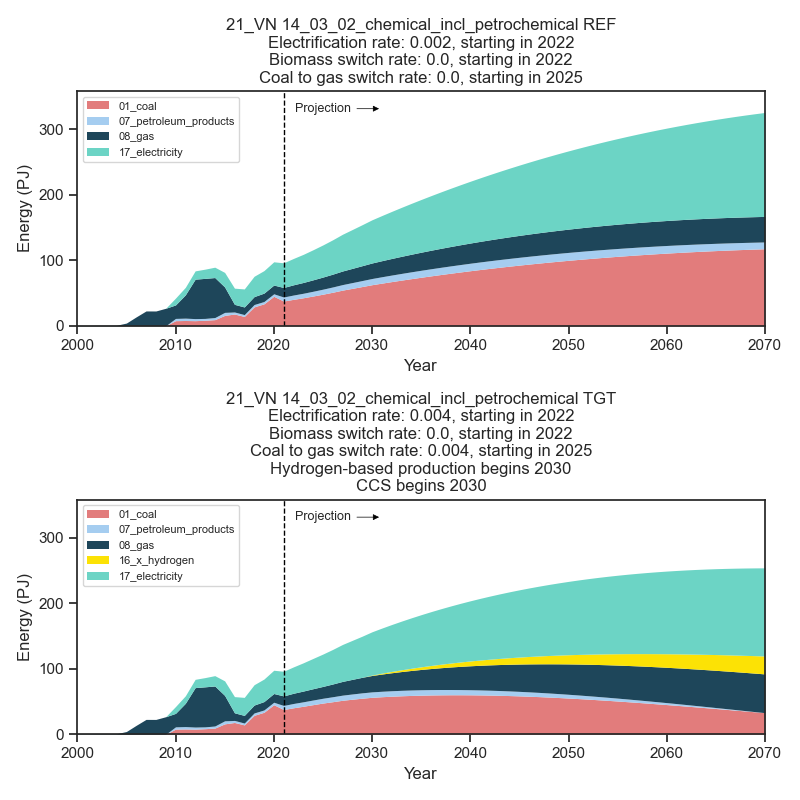 21_VN 14_03_02_chemical_incl_petrochemical REF
Electrification rate: 0.002, starting in 2022
Biomass switch rate: 0.0, starting in 2022
Coal to gas switch rate: 0.0, starting in 2025
01_coal
07_petroleum_products
08_gas
17_electricity
Projection
Energy (PJ)
300
200
100
0
2000 2010 2020 2030 2040 2050 2060 2070
Year
21_VN 14_03_02_chemical_incl_petrochemical TGT
Electrification rate: 0.004, starting in 2022
Biomass switch rate: 0.0, starting in 2022
Coal to gas switch rate: 0.004, starting in 2025
Hydrogen-based production begins 2030
CCS begins 2030
01_coal
07_petroleum_products
08_gas
16_x_hydrogen
17_electricity
Projection
Energy (PJ)
300
200
100
0
2000 2010 2020 2030 2040 2050 2060 2070
Year